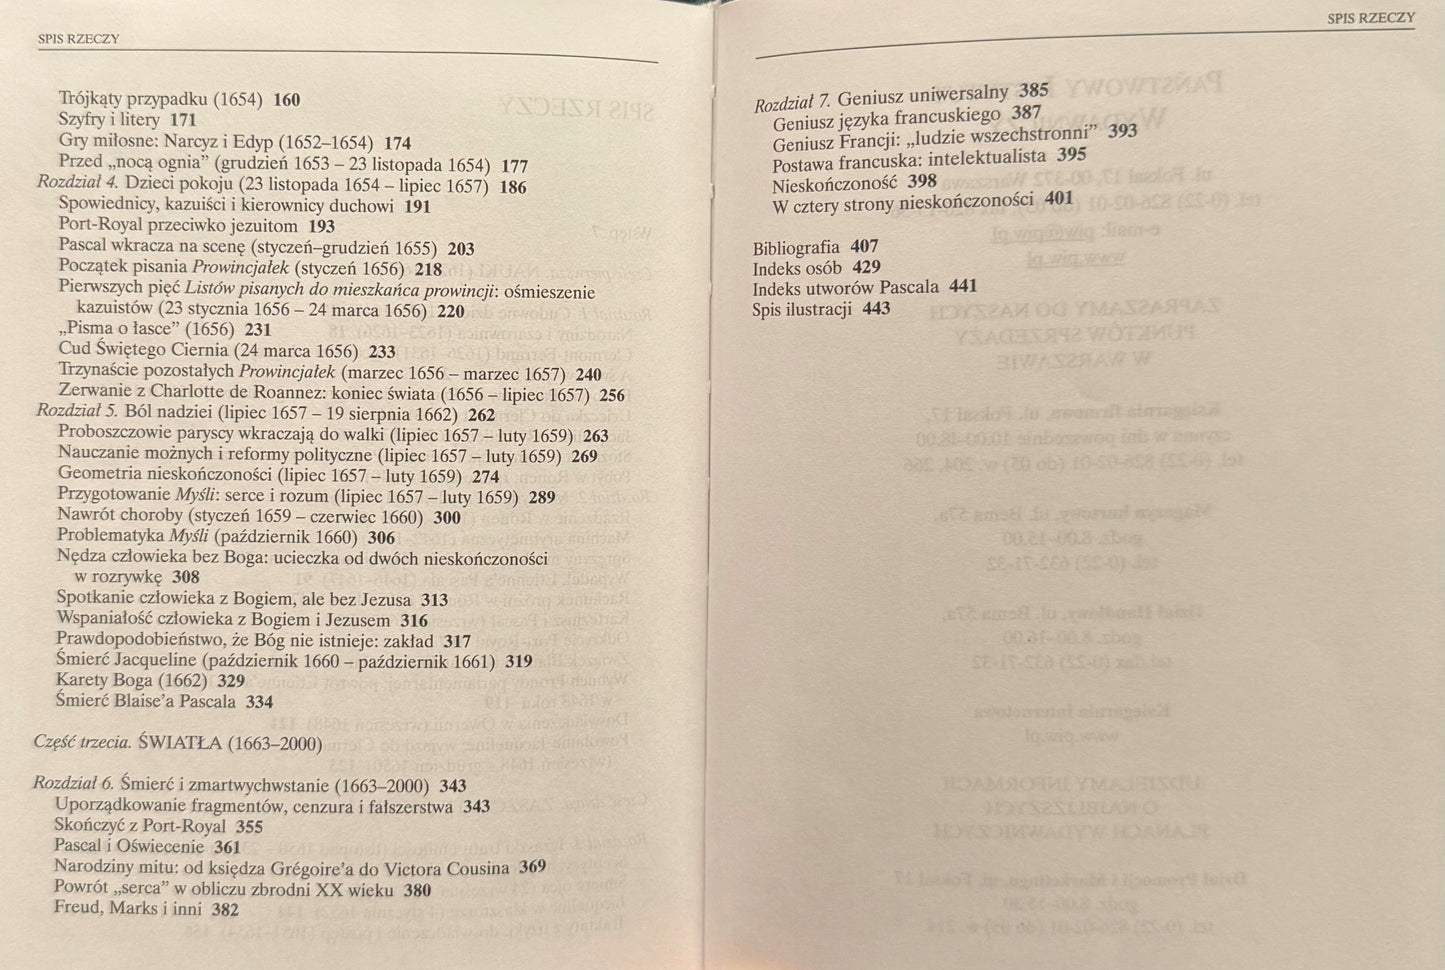 SPIS RZECZY
Trójkąty przypadku (1654) 160
Szyfry i litery 171
Gry miłosne: Narcyz i Edyp (1652–1654) 174
Przed „nocą ognia” (grudzień 1653 – 23 listopada 1654) 177
Rozdział 4. Dzieci pokoju (23 listopada 1654 – lipiec 1657) 186
Spowiednicy, kazuiści i kierownicy duchowi 191
Port-Royal przeciwko jezuitom 193
Pascal wkracza na scenę (styczeń–grudzień 1655) 203
Początek pisania Prowincjałek (styczeń 1656) 218
Pierwszych pięć Listów pisanych do mieszkańca prowincji: ośmieszenie
kazuistów (23 stycznia 1656 – 24 marca 1656) 220
„Pisma o łasce” (1656) 231
Cud Świętego Ciernia (24 marca 1656) 233
Trzynaście pozostałych Prowincjałek (marzec 1656 – marzec 1657) 240
Zerwanie z Charlotte de Roannez: koniec świata (1656 – lipiec 1657) 256
Rozdział 5. Ból nadziei (lipiec 1657 – 19 sierpnia 1662) 262
Proboszczowie paryscy wkraczają do walki (lipiec 1657 – luty 1659) 263
Nauczanie możnych i reformy polityczne (lipiec 1657 – luty 1659) 269
Geometria nieskończoności (lipiec 1657 – luty 1659) 274
Przygotowanie Myśli: serce i rozum (lipiec 1657 – luty 1659) 289
Nawrót choroby (styczeń 1659 – czerwiec 1660) 300
Problematyka Myśli (październik 1660) 306
Nędza człowieka bez Boga: ucieczka od dwóch nieskończoności
w rozrywkę 308
Spotkanie człowieka z Bogiem, ale bez Jezusa 313
Wspaniałość człowieka z Bogiem i Jezusem 316
Prawdopodobieństwo, że Bóg nie istnieje: zakład 317
Śmierć Jacqueline (październik 1660 – październik 1661) 319
Karety Boga (1662) 329
Śmierć Blaise’a Pascala 334
Część trzecia. ŚWIATŁA (1663–2000)
Rozdział 6. Śmierć i zmartwychwstanie (1663–2000) 343
Uporządkowanie fragmentów, cenzura i fałszerstwa 343
Skończyć z Port-Royal 355
Pascal i Oświecenie 361
Narodziny mitu: od księdza Grégoire’a do Victora Cousina 369
Powrót „serca” w obliczu zbrodni XX wieku 380
Freud, Marks i inni 382
SPIS RZECZY
Rozdział 7. Geniusz uniwersalny 385
Geniusz języka francuskiego 387
Geniusz Francji: „ludzie wszechstronni” 393
Postawa francuska: intelektualista 395
Nieskończoność 398
W cztery strony nieskończoności 401
Bibliografia 407
Indeks osób 429
Indeks utworów Pascala 441
Spis ilustracji 443